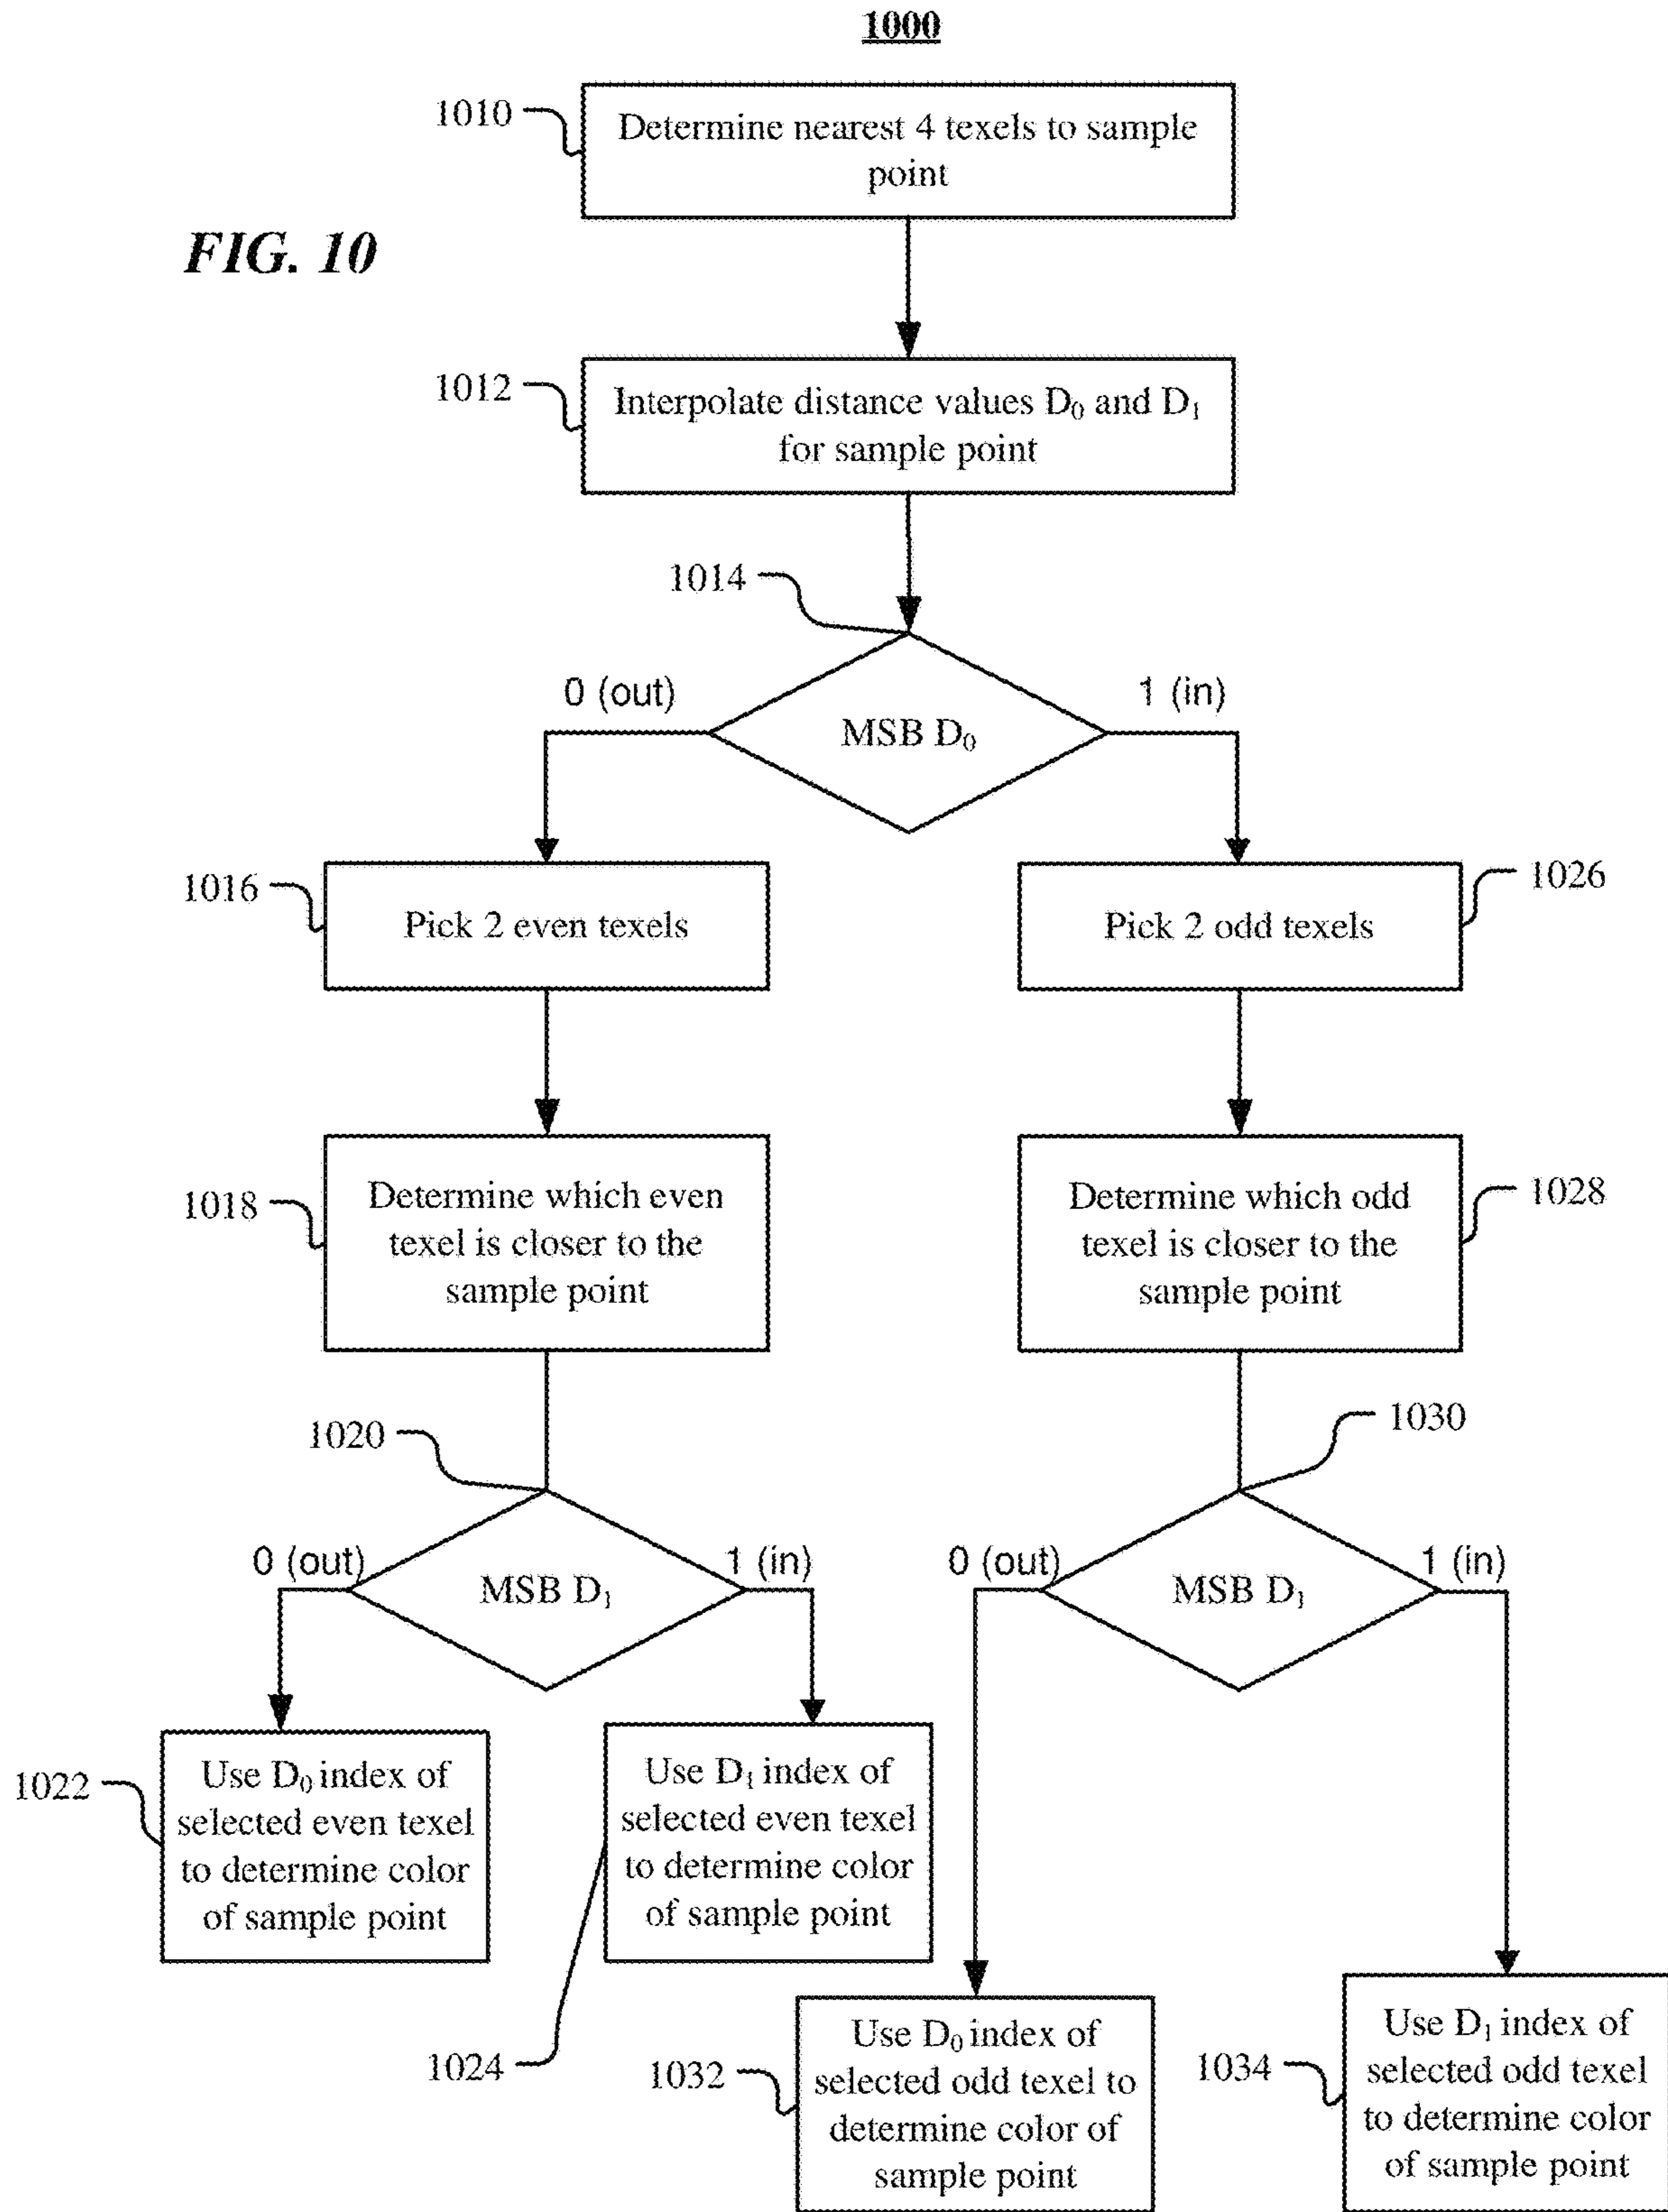 1000
1010
Determine nearest 4 texels to sample
point
FIG. 10
1012
Interpolate distance values D₀ and D₁
for sample point
1014
0 (out)
1 (in)
MSB D₀
1016
Pick 2 even texels
Pick 2 odd texels
1026
1018
Determine which even
texel is closer to the
sample point
Determine which odd
texel is closer to the
sample point
1028
1020
1030
0 (out)
1 (in)
MSB D₁
0 (out)
1 (in)
MSB D₁
1022
Use D₀ index of
selected even texel
to determine color
of sample point
Use D₁ index of
selected even texel
to determine color
of sample point
1024
1032
Use D₀ index of
selected odd texel to
determine color of
sample point
1034
Use D₁ index of
selected odd texel
to determine color
of sample point